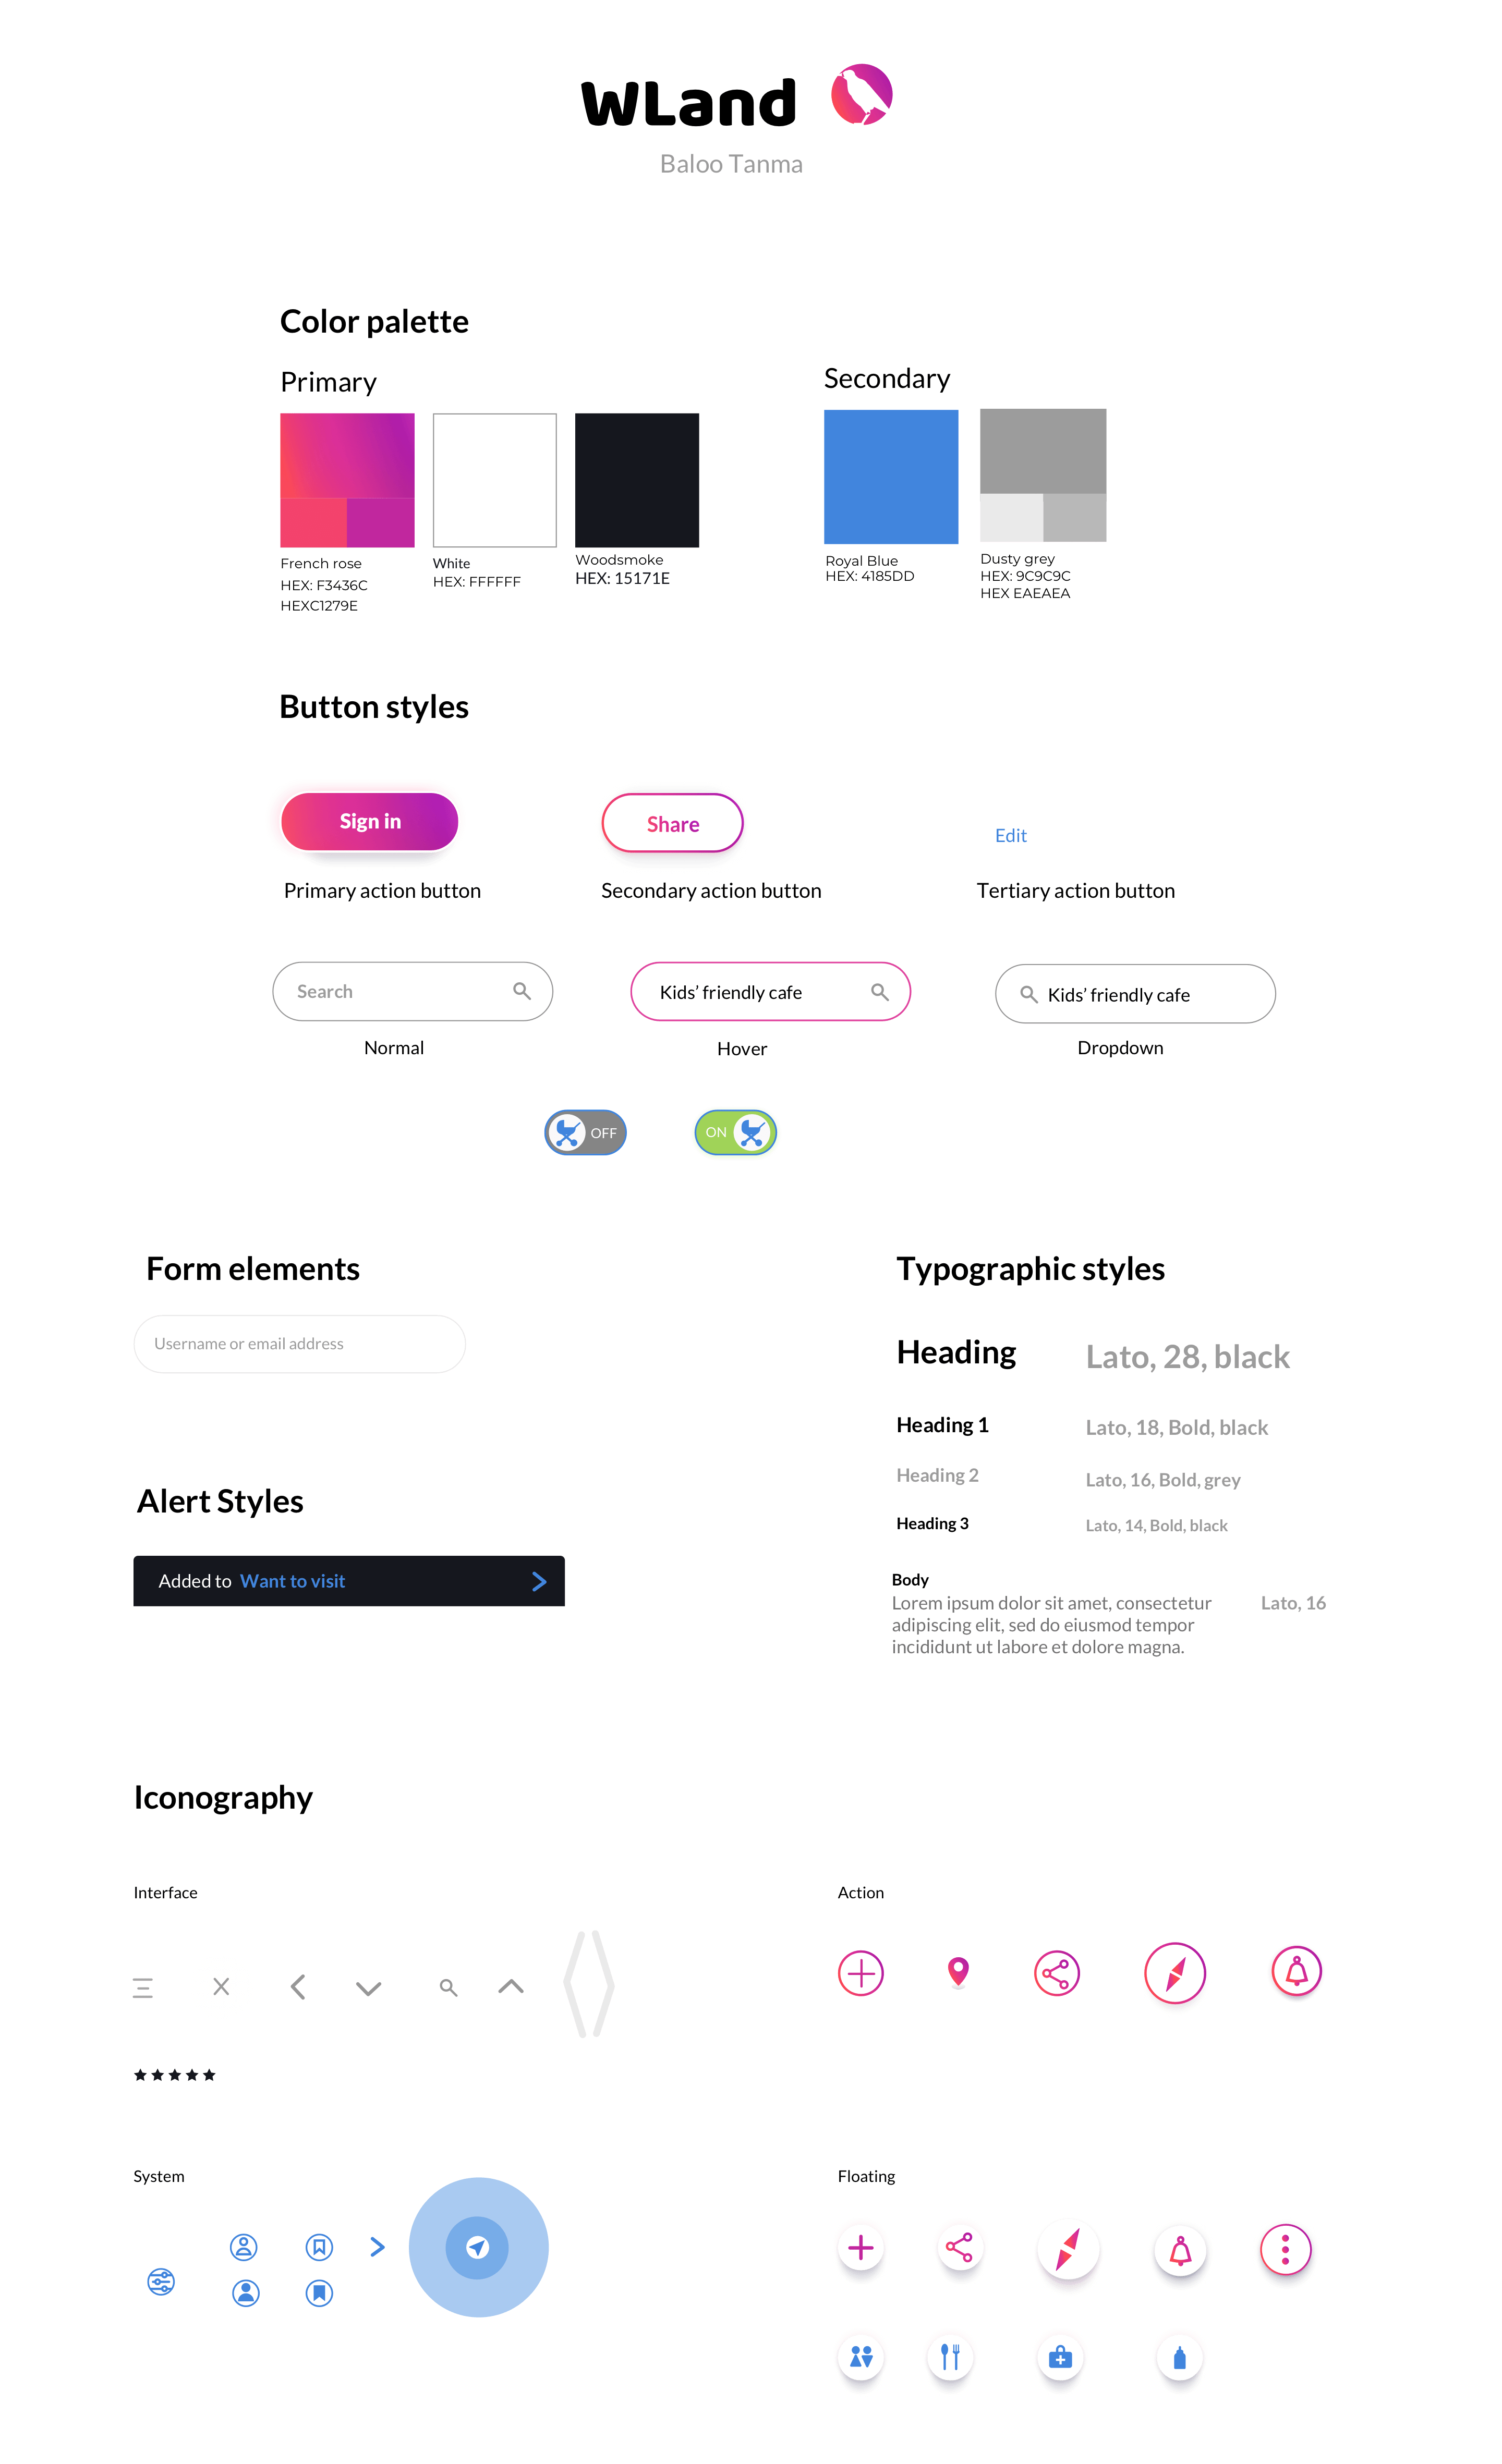 WLand
Baloo Tanma
Color palette
Primary
Secondary
French rose
HEX: F3436C
HEXC1279E
White
HEX: FFFFFF
Woodsmoke
HEX: 15171E
Royal Blue
HEX: 4185DD
Dusty grey
HEX: 9C9C9C
HEX EAEAEA
Button styles
Sign in
Share
Edit
Primary action button
Secondary action button
Tertiary action button
Search
Kids’ friendly cafe
Kids’ friendly cafe
Normal
Hover
Dropdown
OFF
ON
Form elements
Username or email address
Alert Styles
Added to Want to visit
Typographic styles
Heading
Lato, 28, black
Heading 1
Lato, 18, Bold, black
Heading 2
Lato, 16, Bold, grey
Heading 3
Lato, 14, Bold, black
Body
Lorem ipsum dolor sit amet, consectetur
adipiscing elit, sed do eiusmod tempor
incididunt ut labore et dolore magna.
Lato, 16
Iconography
Interface
Action
System
Floating